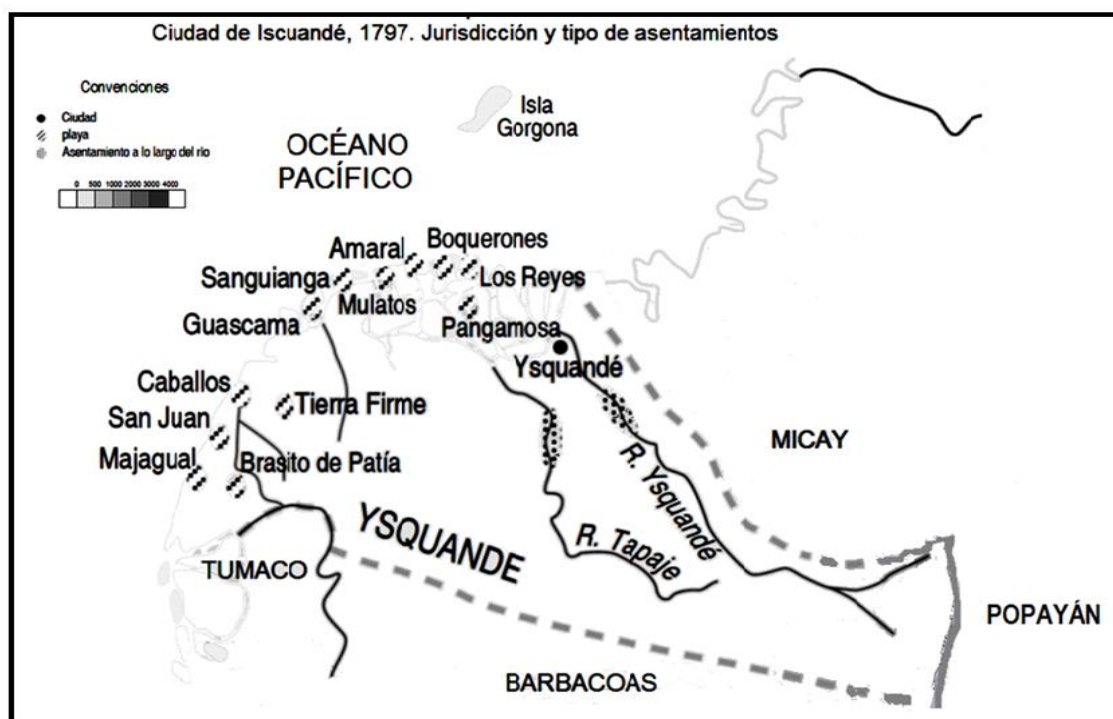 Ciudad de Iscuandé, 1797. Jurisdicción y tipo de asentamientos
Convenciones
Ciudad
playa
Asentamiento a lo largo del río
0 500 1000 2000 3000 4000
Isla
Gorgona
OCÉANO
PACÍFICO
Amaral
Boquerones
Sanguianga
Los Reyes
Mulatos
Guascama
Pangamosa
Ysquandé
Caballos
Tierra Firme
San Juan
MICAY
Majagual
Brasito de Patía
R. Ysquandé
YSQUANDE
R. Tapaje
TUMACO
POPAYÁN
BARBACOAS